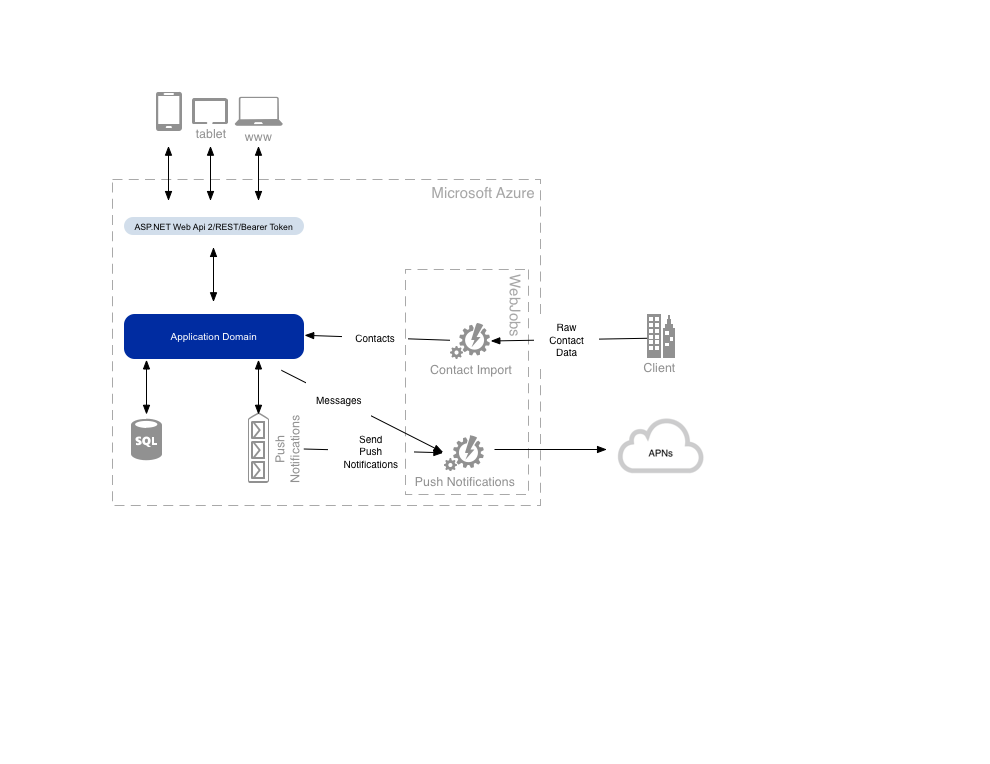 tablet
www
Microsoft Azure
ASP.NET Web Api 2/REST/Bearer Token
WebJobs
Application Domain
Contacts
Contact Import
Raw
Contact
Data
Client
Messages
SQL
Push
Notifications
Send
Push
Notifications
Push Notifications
APNs